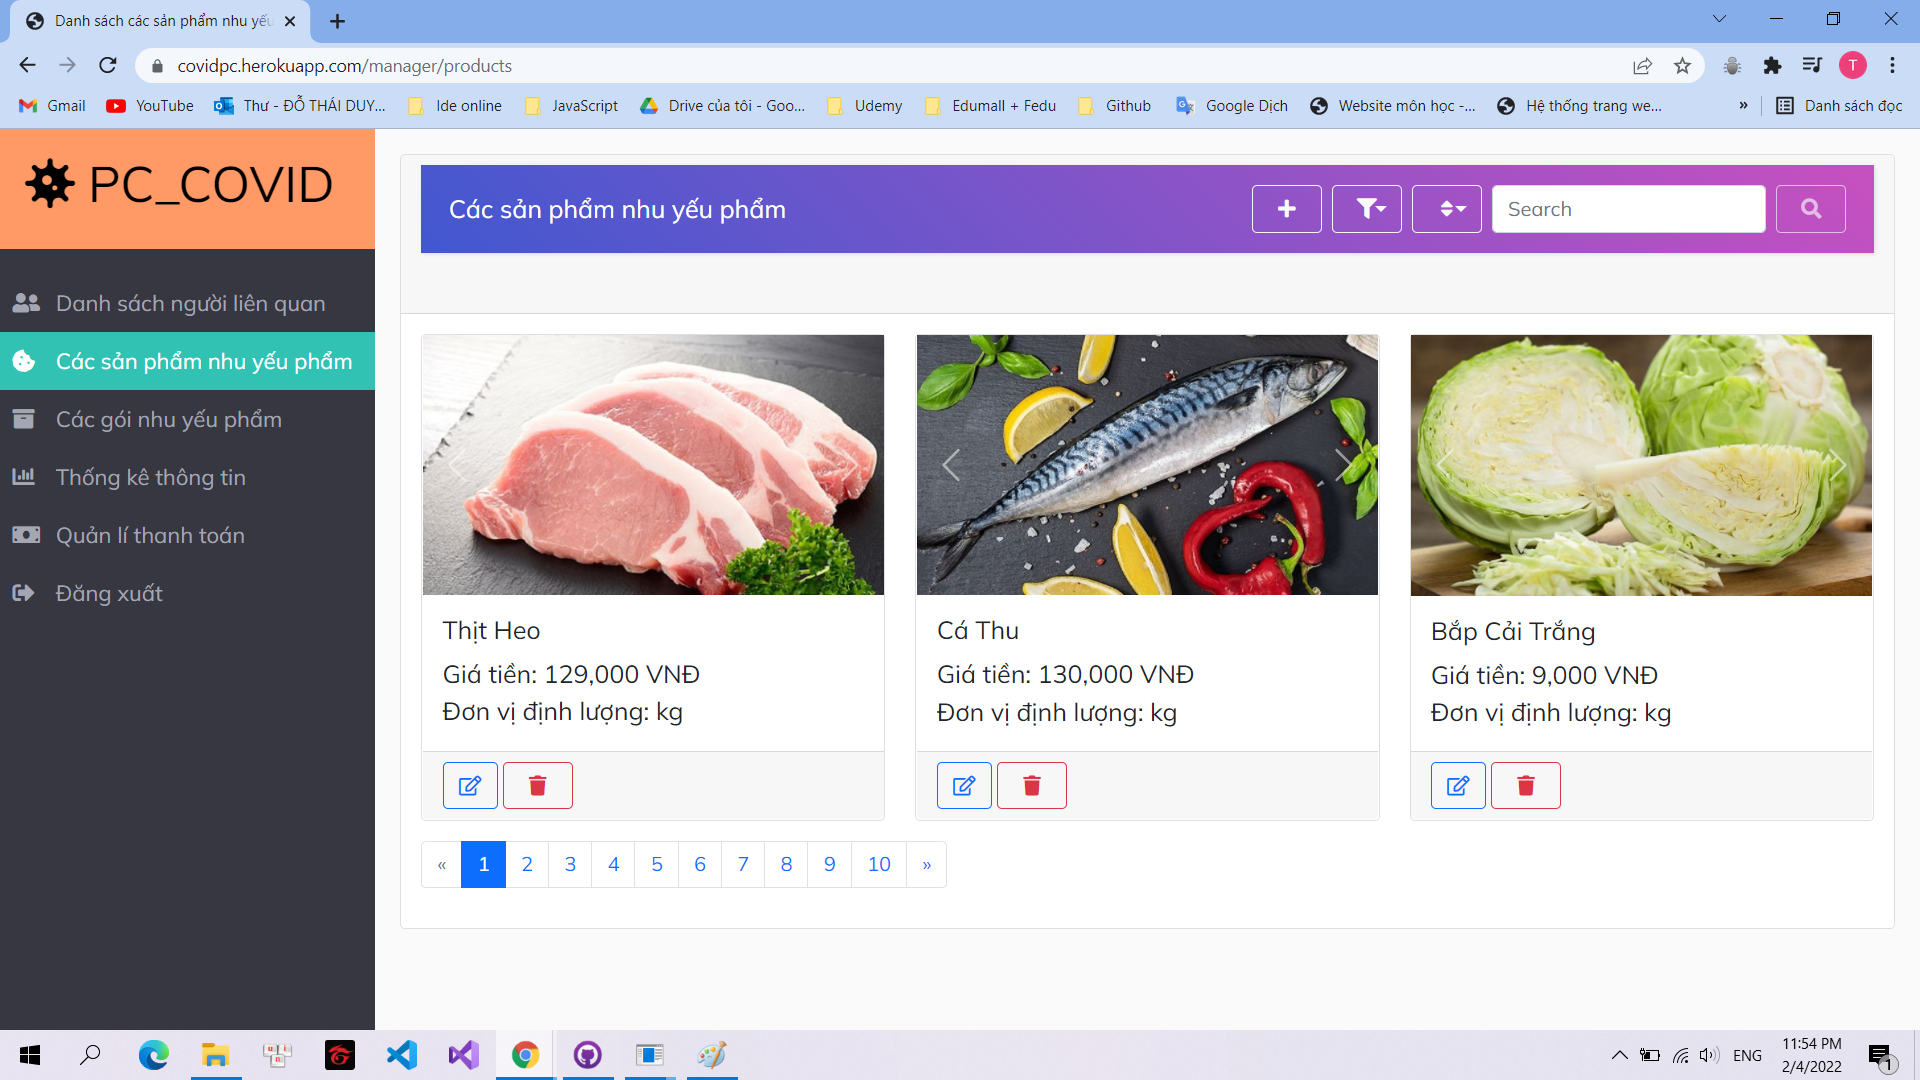 Danh sách các sản phẩm nhu yếu
covidpc.herokuapp.com/manager/products
T
Gmail
YouTube
Thư - ĐỖ THÁI DUY...
Ide online
JavaScript
Drive của tôi - Goo...
Udemy
Edumall + Fedu
Github
Google Dịch
Website môn học -...
Hệ thống trang we...
»
Danh sách đọc
PC_COVID
Danh sách người liên quan
Các sản phẩm nhu yếu phẩm
Các gói nhu yếu phẩm
Thống kê thông tin
Quản lí thanh toán
Đăng xuất
Các sản phẩm nhu yếu phẩm
Search
Thịt Heo
Giá tiền: 129,000 VNĐ
Đơn vị định lượng: kg
Cá Thu
Giá tiền: 130,000 VNĐ
Đơn vị định lượng: kg
Bắp Cải Trắng
Giá tiền: 9,000 VNĐ
Đơn vị định lượng: kg
« 1 2 3 4 5 6 7 8 9 10 »
ENG
11:54 PM
2/4/2022
1